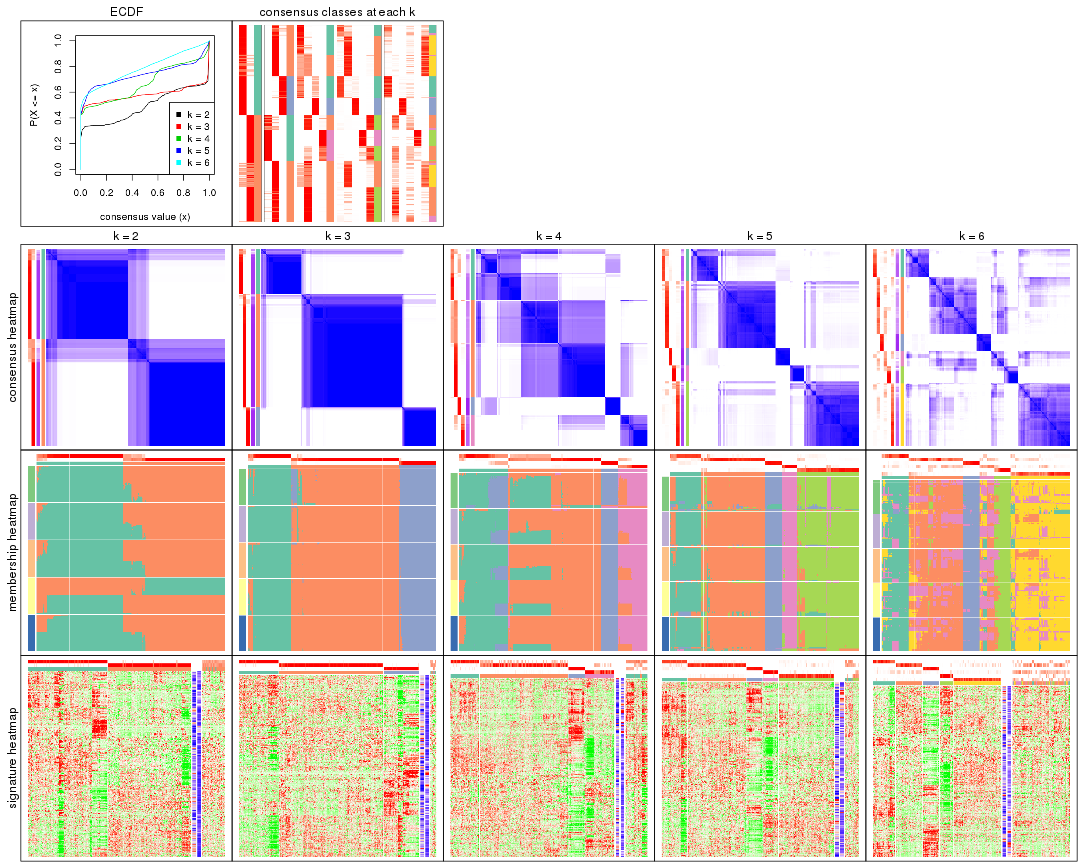 ECDF
consensus classes at each k
P(X <= x)
0.0
0.2
0.4
0.6
0.8
1.0
k = 2
k = 3
k = 4
k = 5
k = 6
0.0 0.2 0.4 0.6 0.8 1.0
consensus value (x)
k = 2
k = 3
k = 4
k = 5
k = 6
consensus heatmap
membership heatmap
signature heatmap